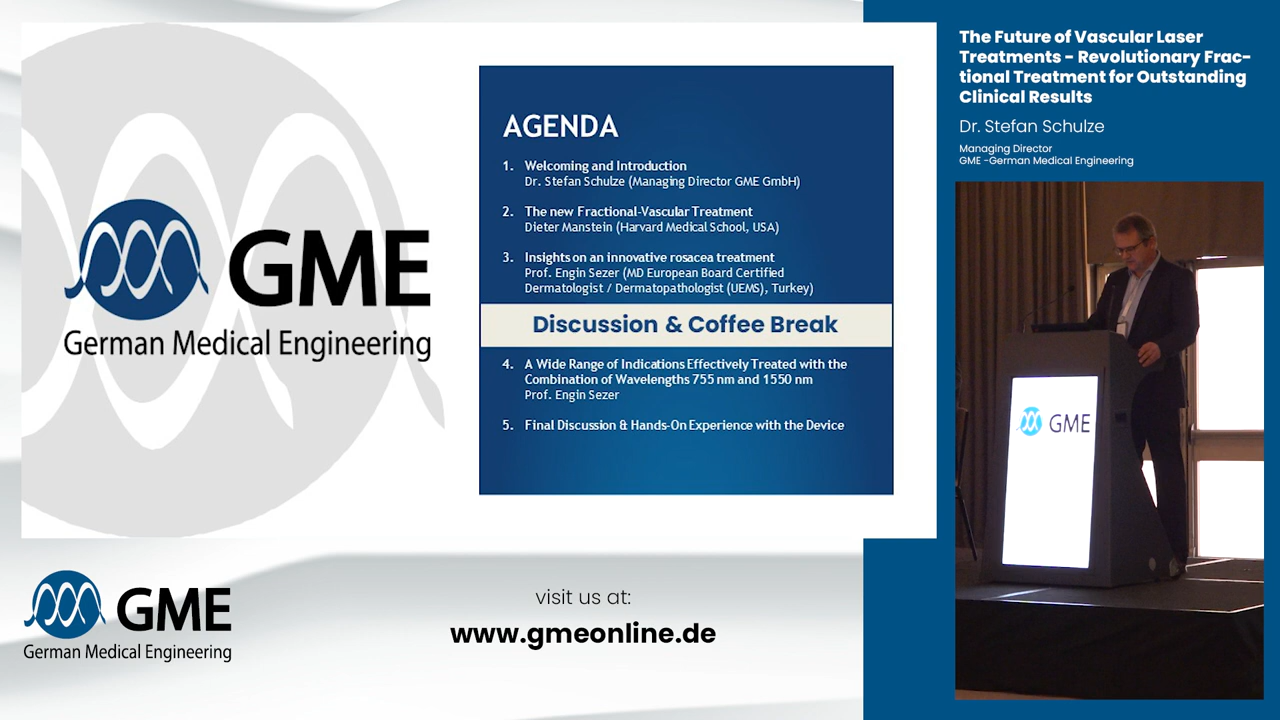 GME
German Medical Engineering
AGENDA
1. Welcoming and Introduction
Dr. Stefan Schulze (Managing Director GME GmbH)
2. The new Fractional-Vascular Treatment
Dieter Manstein (Harvard Medical School, USA)
3. Insights on an innovative rosacea treatment
Prof. Engin Sezer (MD European Board Certified
Dermatologist / Dermatopathologist (UEMS), Turkey)
Discussion & Coffee Break
4. A Wide Range of Indications Effectively Treated with the
Combination of Wavelengths 755 nm and 1550 nm
Prof. Engin Sezer
5. Final Discussion & Hands-On Experience with the Device
The Future of Vascular Laser
Treatments - Revolutionary Frac-
tional Treatment for Outstanding
Clinical Results
Dr. Stefan Schulze
Managing Director
GME -German Medical Engineering
GME
GME
German Medical Engineering
visit us at:
www.gmeonline.de